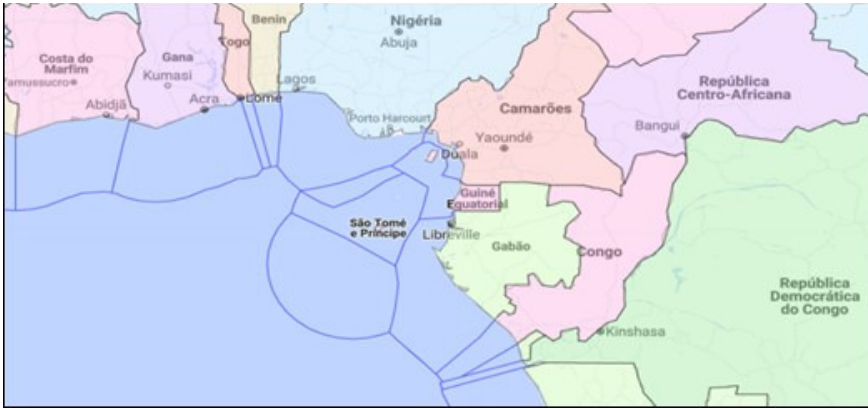 Benin
Nigéria
Abuja
Costa do
Marfim
Yamussucro
Gana
Kumasi
Togo
Lagos
Abidjã
Acra
Lomé
Porto Harcourt
Camarões
República
Centro-Africana
Bangui
Duala
Yaoundé
Guiné
Equatorial
São Tomé
e Príncipe
Libreville
Gabão
Congo
República
Democrática
do Congo
Kinshasa